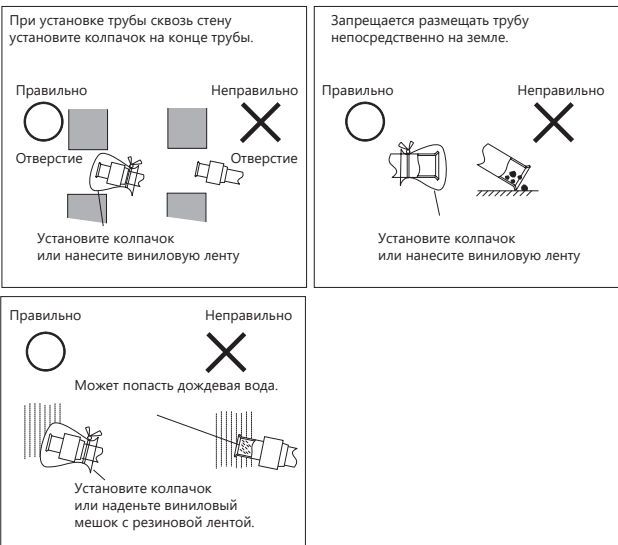 При установке трубы сквозь стену
установите колпачок на конце трубы.
Правильно
Неправильно
Отверстие
Отверстие
Установите колпачок
или нанесите виниловую ленту
Запрещается размещать трубу
непосредственно на земле.
Правильно
Неправильно
Установите колпачок
или нанесите виниловую ленту
Правильно
Неправильно
Может попасть дождевая вода.
Установите колпачок
или наденьте виниловый
мешок с резиновой лентой.